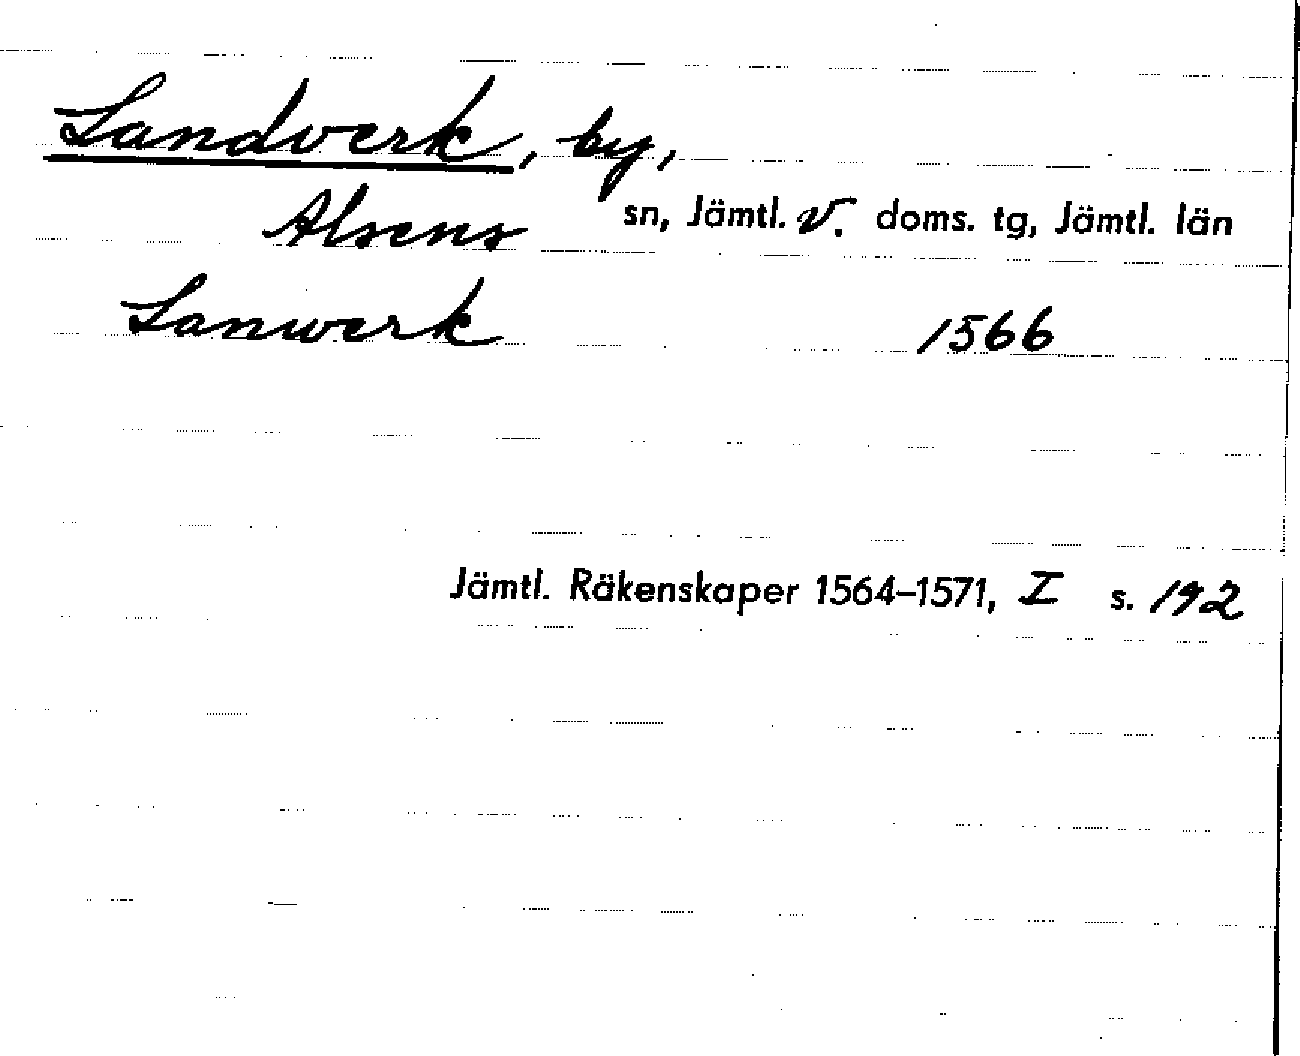 Landverk, by,
Alsens sn, Jämtl. v. doms. tg, Jämtl. län
Lanwerk 1566
Jämtl. Räkenskaper 1564–1571, I s. 192